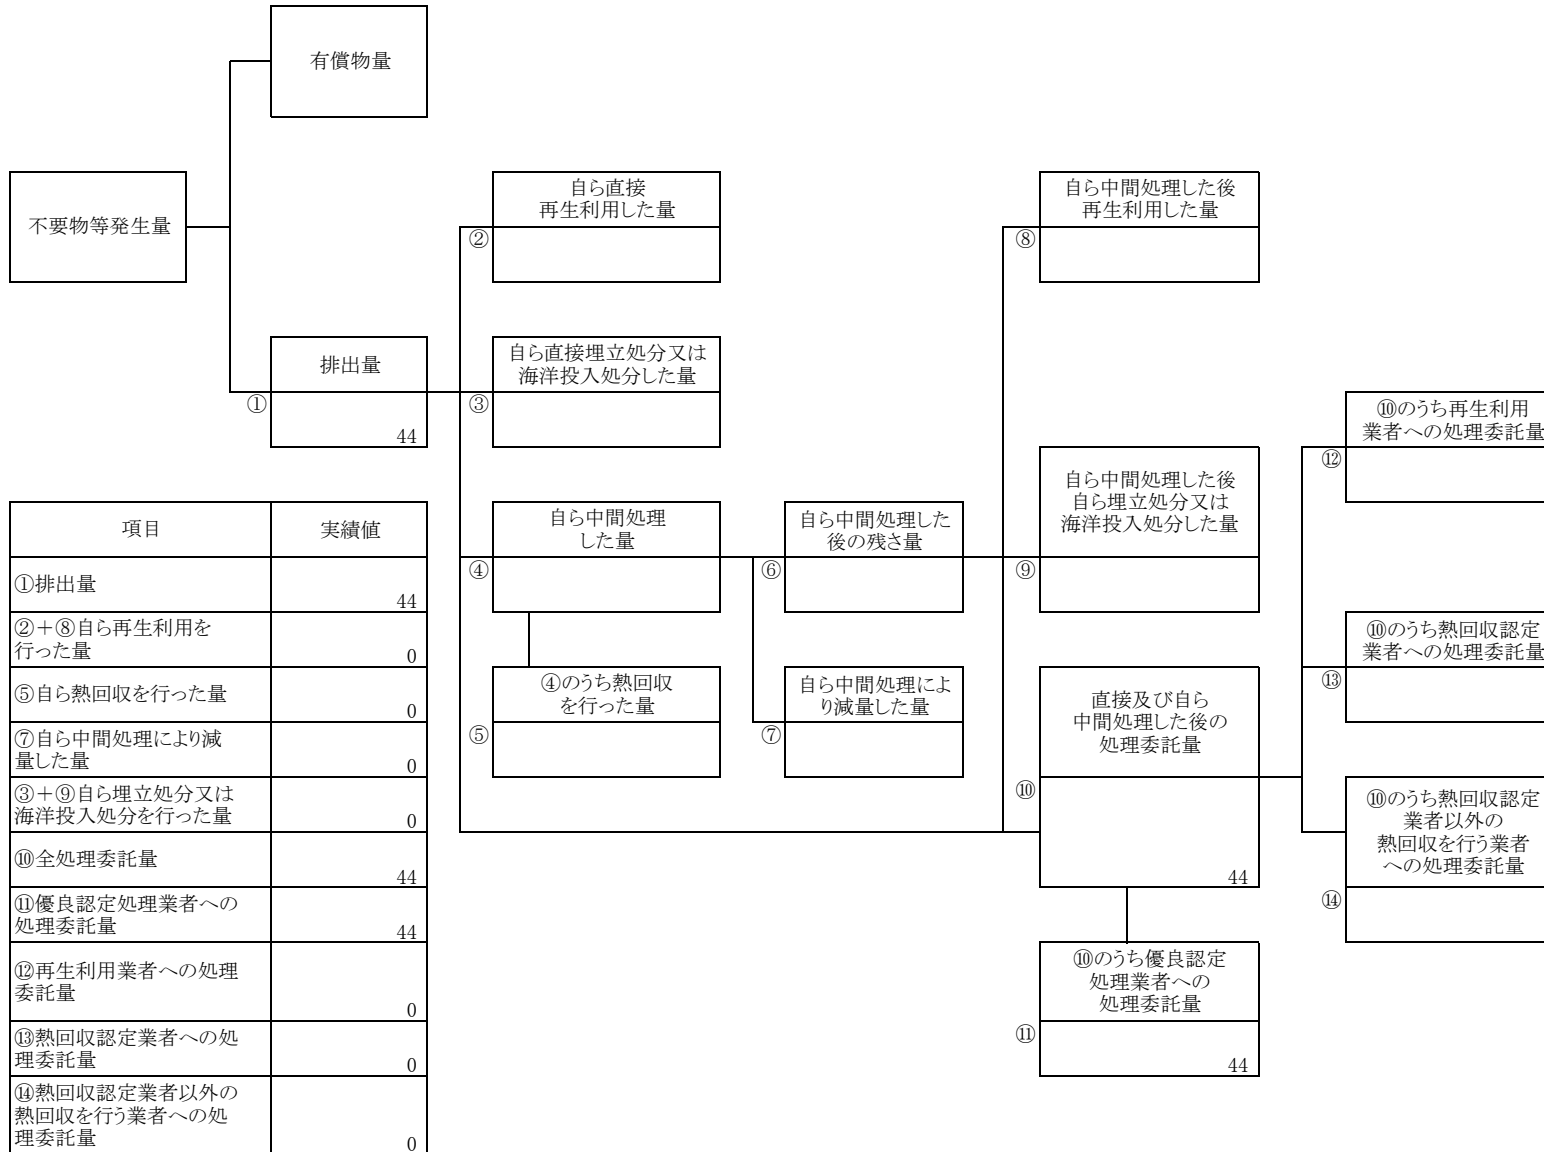 有償物量
不要物等発生量
自ら直接
再生利用した量
②
自ら中間処理した後
再生利用した量
⑧
排出量
①
44
自ら直接埋立処分又は
海洋投入処分した量
③
自ら中間処理
した量
④
自ら中間処理した
後の残さ量
⑥
自ら中間処理した後
自ら埋立処分又は
海洋投入処分した量
⑨
④のうち熱回収
を行った量
⑤
自ら中間処理によ
り減量した量
⑦
直接及び自ら
中間処理した後の
処理委託量
⑩
44
⑩のうち優良認定
処理業者への
処理委託量
⑪
44
⑩のうち再生利用
業者への処理委託量
⑫
⑩のうち熱回収認定
業者への処理委託量
⑬
⑩のうち熱回収認定
業者以外の
熱回収を行う業者
への処理委託量
⑭
項目 実績値
①排出量
44
②+⑧自ら再生利用を
行った量
0
⑤自ら熱回収を行った量
0
⑦自ら中間処理により減
量した量
0
③+⑨自ら埋立処分又は
海洋投入処分を行った量
0
⑩全処理委託量
44
⑪優良認定処理業者への
処理委託量
44
⑫再生利用業者への処理
委託量
0
⑬熱回収認定業者への処
理委託量
0
⑭熱回収認定業者以外の
熱回収を行う業者への処
理委託量
0